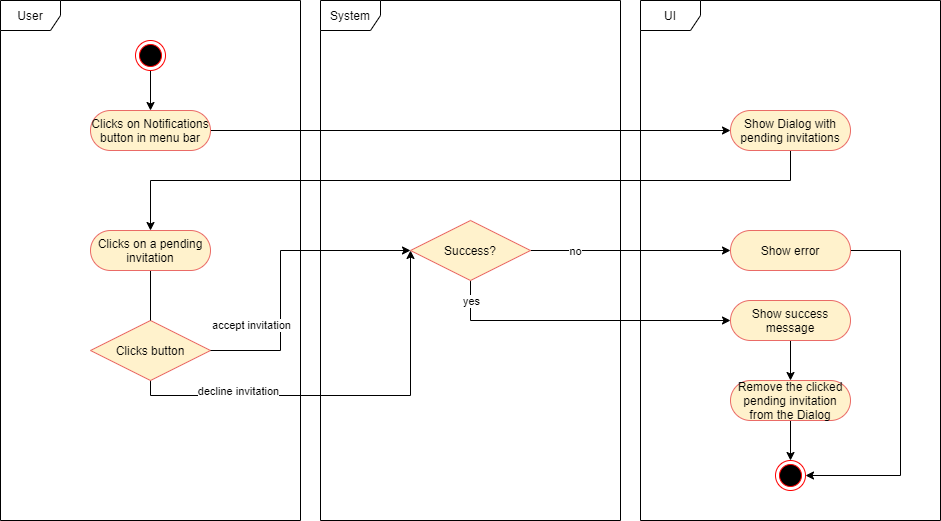 User
System
UI
Clicks on Notifications
button in menu bar
Show Dialog with
pending invitations
Clicks on a pending
invitation
Success?
no
Show error
yes
Show success
message
accept invitation
Clicks button
decline invitation
Remove the clicked
pending invitation
from the Dialog